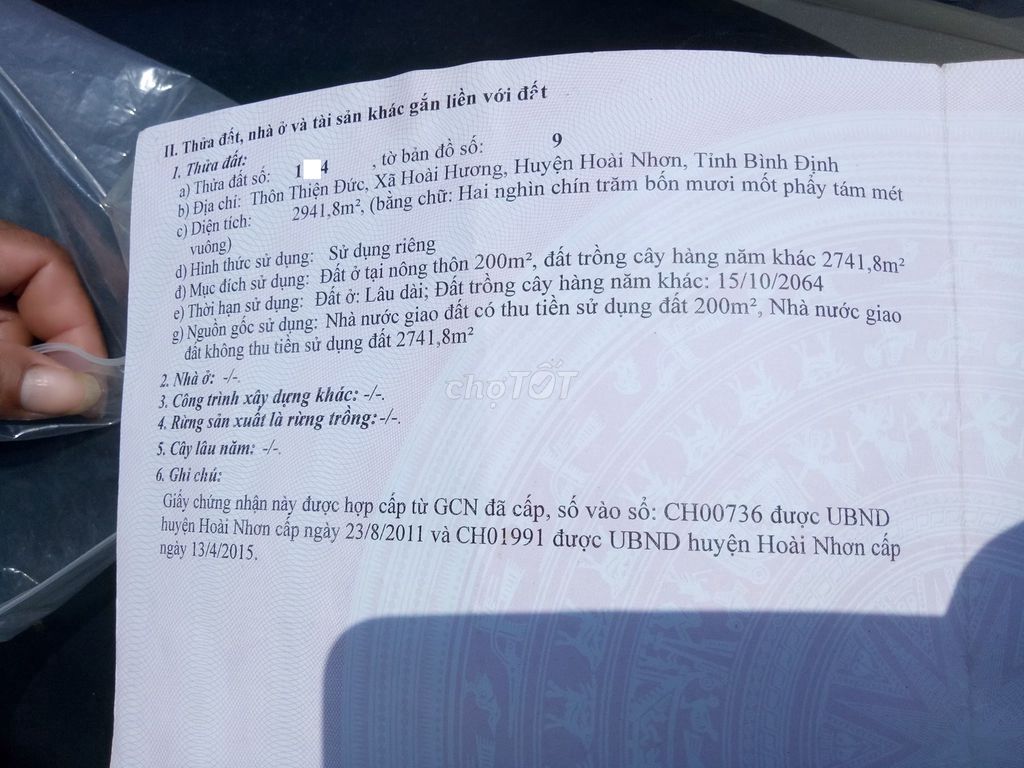 II. Thửa đất, nhà ở và tài sản khác gắn liền với đất
1. Thửa đất:
a) Thửa đất số: 1 4 , tờ bản đồ số: 9
b) Địa chỉ: Thôn Thiện Đức, Xã Hoài Hương, Huyện Hoài Nhơn, Tỉnh Bình Định
c) Diện tích: 2941,8m², (bằng chữ: Hai nghìn chín trăm bốn mươi mốt phẩy tám mét
vuông)
d) Hình thức sử dụng: Sử dụng riêng
đ) Mục đích sử dụng: Đất ở tại nông thôn 200m², đất trồng cây hàng năm khác 2741,8m²
e) Thời hạn sử dụng: Đất ở: Lâu dài; Đất trồng cây hàng năm khác: 15/10/2064
g) Nguồn gốc sử dụng: Nhà nước giao đất có thu tiền sử dụng đất 200m², Nhà nước giao
đất không thu tiền sử dụng đất 2741,8m²
2. Nhà ở: -/-.
3. Công trình xây dựng khác: -/-.
4. Rừng sản xuất là rừng trồng: -/-.
5. Cây lâu năm: -/-.
6. Ghi chú:
Giấy chứng nhận này được hợp cấp từ GCN đã cấp, số vào sổ: CH00736 được UBND
huyện Hoài Nhơn cấp ngày 23/8/2011 và CH01991 được UBND huyện Hoài Nhơn cấp
ngày 13/4/2015.
chợTỐT